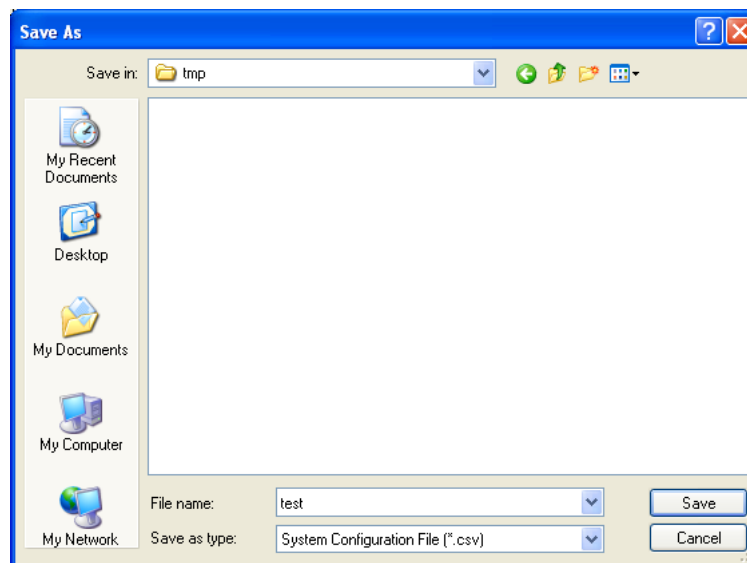 Save As
Save in: tmp
My Recent
Documents
Desktop
My Documents
My Computer
My Network
File name: test Save
Save as type: System Configuration File (*.csv) Cancel